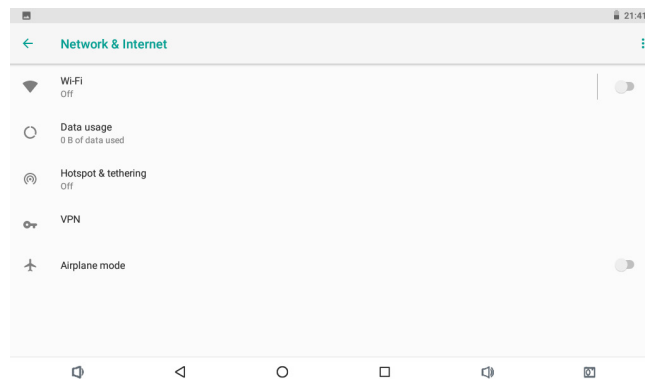 21:41
Network & Internet
Wi-Fi
Off
Data usage
0 B of data used
Hotspot & tethering
Off
VPN
Airplane mode